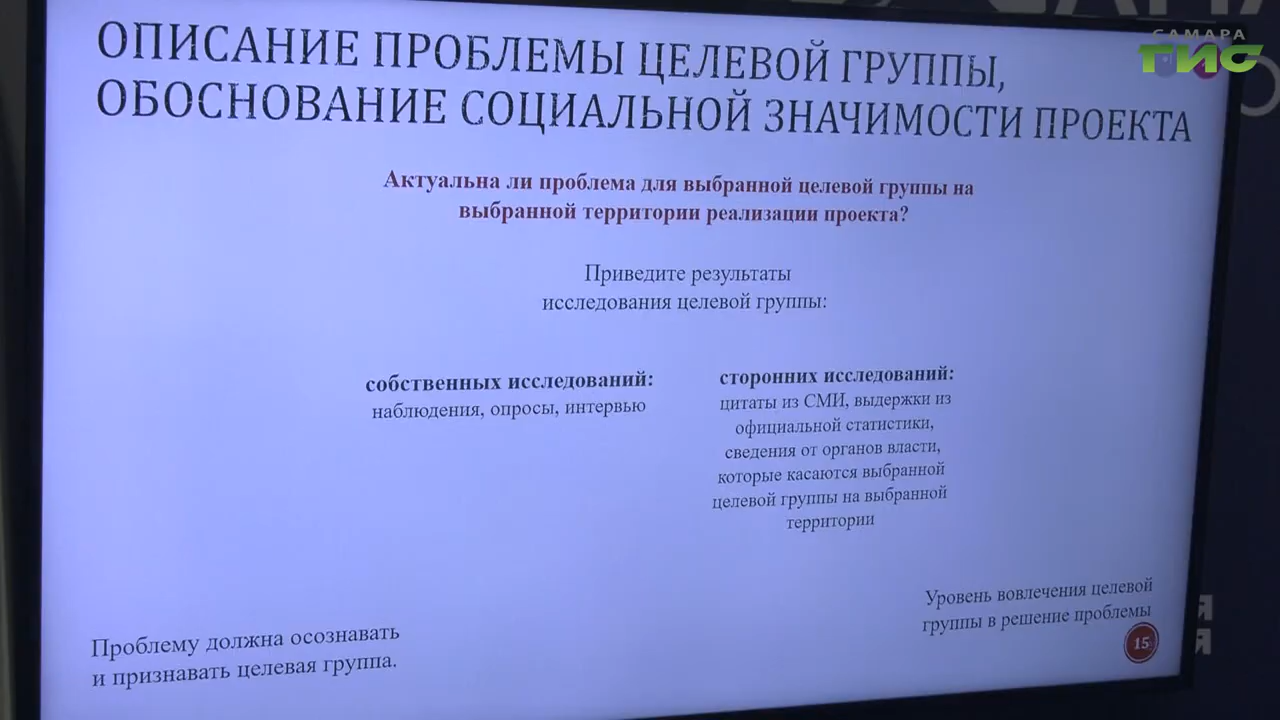 САМАРА
ГИС
ОПИСАНИЕ ПРОБЛЕМЫ ЦЕЛЕВОЙ ГРУППЫ,
ОБОСНОВАНИЕ СОЦИАЛЬНОЙ ЗНАЧИМОСТИ ПРОЕКТА
Актуальна ли проблема для выбранной целевой группы на
выбранной территории реализации проекта?
Приведите результаты
исследования целевой группы:
собственных исследований:
наблюдения, опросы, интервью
сторонних исследований:
цитаты из СМИ, выдержки из
официальной статистики,
сведения от органов власти,
которые касаются выбранной
целевой группы на выбранной
территории
Проблему должна осознавать
и признавать целевая группа.
Уровень вовлечения целевой
группы в решение проблемы
15